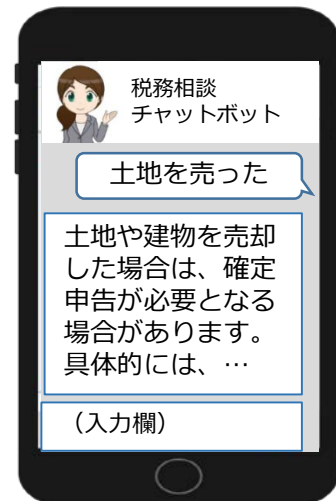 税務相談
チャットボット
土地を売った
土地や建物を売却
した場合は、確定
申告が必要となる
場合があります。
具体的には、…
（入力欄）